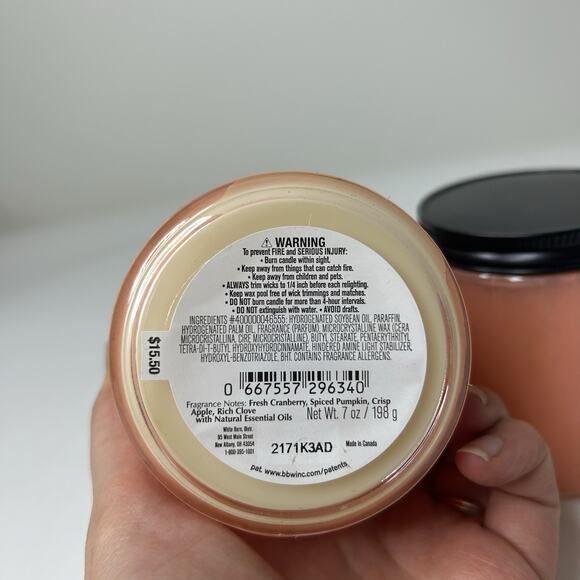 ⚠ WARNING
To prevent FIRE and SERIOUS INJURY:
• Burn candle within sight.
• Keep away from things that can catch fire.
• Keep away from children and pets.
• ALWAYS trim wicks to 1/4 inch before each relighting.
• Keep wax pool free of wick trimmings and matches.
• DO NOT burn candle for more than 4-hour intervals.
• DO NOT extinguish with water. • AVOID drafts.
INGREDIENTS #400000046555: HYDROGENATED SOYBEAN OIL, PARAFFIN,
HYDROGENATED PALM OIL, FRAGRANCE (PARFUM), MICROCRYSTALLINE WAX (CERA
MICROCRISTALLINA, CIRE MICROCRISTALLINE), BUTYL STEARATE, PENTAERYTHRITYL
TETRA-DI-T-BUTYL HYDROXYHYDROCINNAMATE, HINDERED AMINE LIGHT STABILIZER,
HYDROXYL-BENZOTRIAZOLE, BHT. CONTAINS FRAGRANCE ALLERGENS.
$15.50
0 667557 296340
Fragrance Notes: Fresh Cranberry, Spiced Pumpkin, Crisp
Apple, Rich Clove
with Natural Essential Oils
Net Wt. 7 oz / 198 g
White Barn, Distr.
95 West Main Street
New Albany, OH 43054
1-800-395-1001
2171K3AD
Made in Canada
pat. www.bbwinc.com/patents